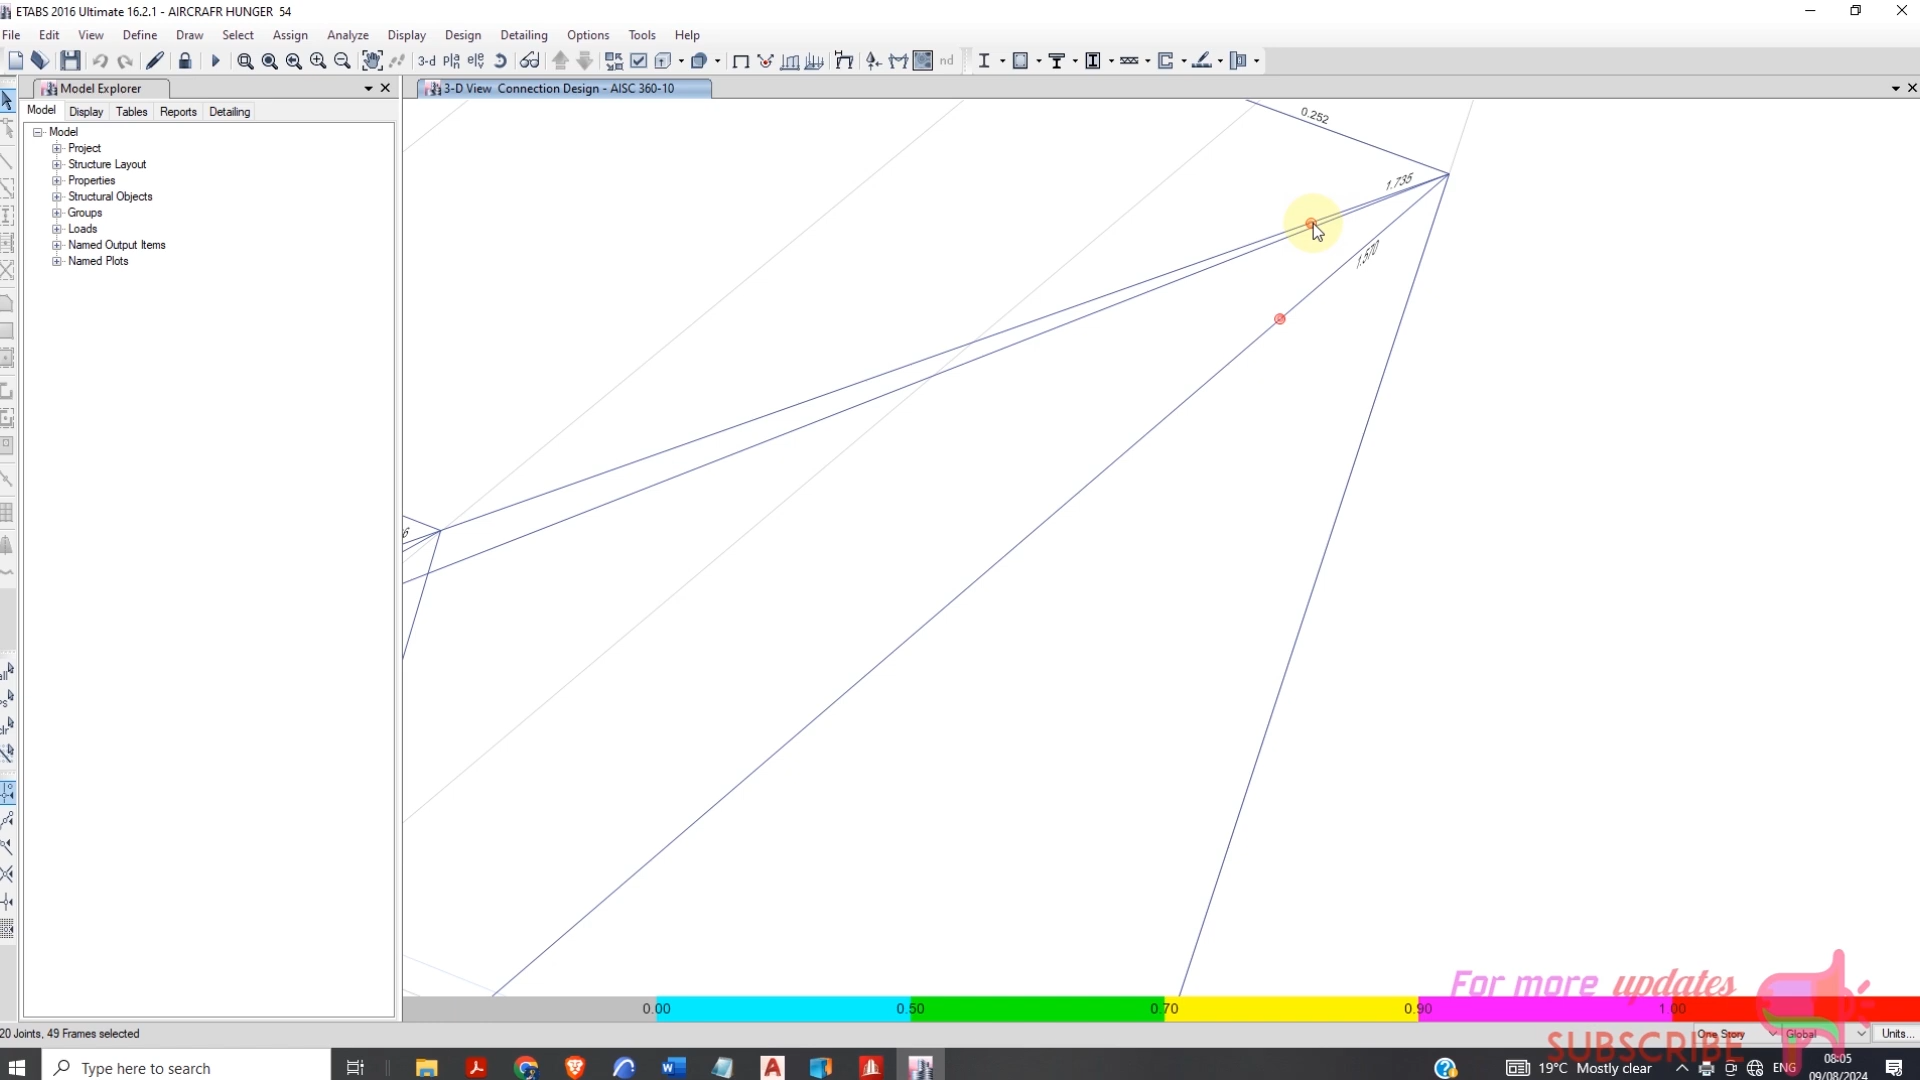 ETABS 2016 Ultimate 16.2.1 - AIRCRAFR HUNGER 54
File Edit View Define Draw Select Assign Analyze Display Design Detailing Options Tools Help
3-d nd
Model Explorer
3-D View Connection Design - AISC 360-10
Model Display Tables Reports Detailing
Model
Project
Structure Layout
Properties
Structural Objects
Groups
Loads
Named Output Items
Named Plots
0.252
1.735
1.570
6
For more updates
0.00 0.50 0.70 0.90 1.00
20 Joints, 49 Frames selected
One Story Global Units...
SUBSCRIBE
Type here to search
19°C Mostly clear
ENG
08:05
09/08/2024